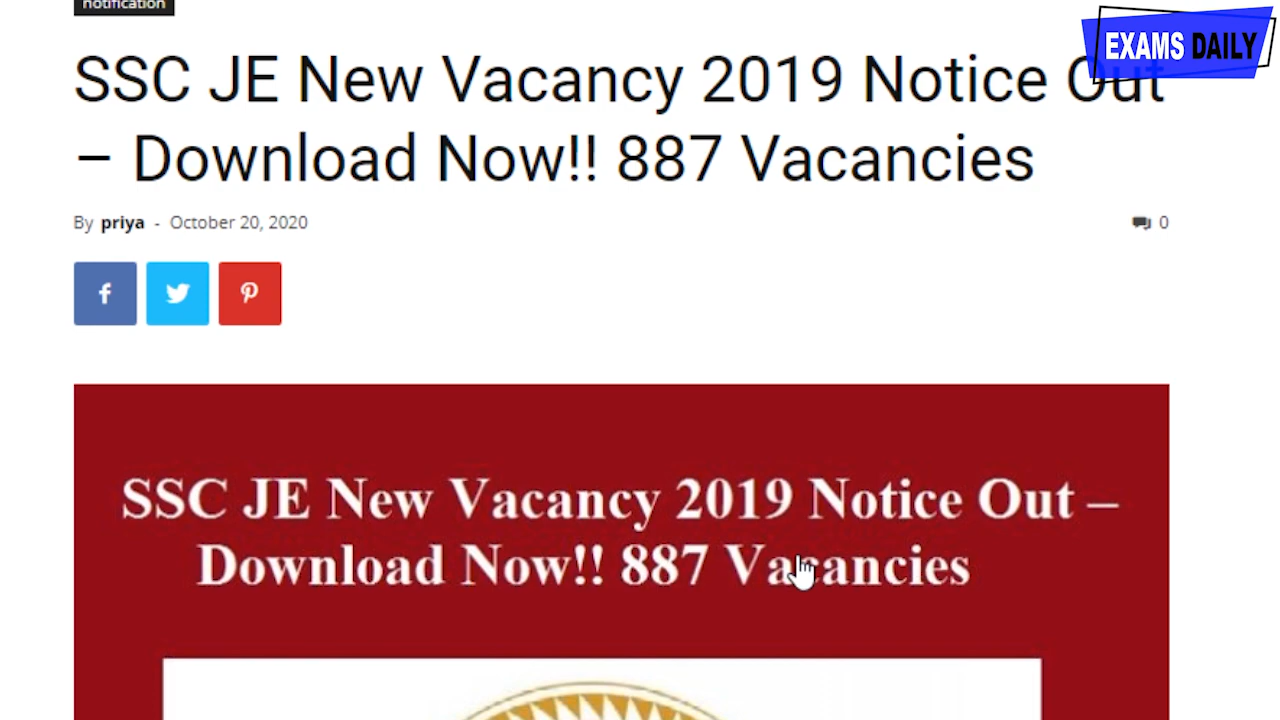 notification
EXAMS DAILY
SSC JE New Vacancy 2019 Notice Out
– Download Now!! 887 Vacancies
By priya - October 20, 2020
0
SSC JE New Vacancy 2019 Notice Out –
Download Now!! 887 Vacancies